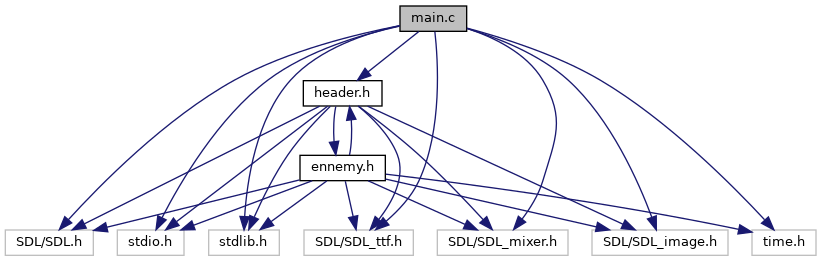 main.c
header.h
ennemy.h
SDL/SDL.h
stdio.h
stdlib.h
SDL/SDL_ttf.h
SDL/SDL_mixer.h
SDL/SDL_image.h
time.h